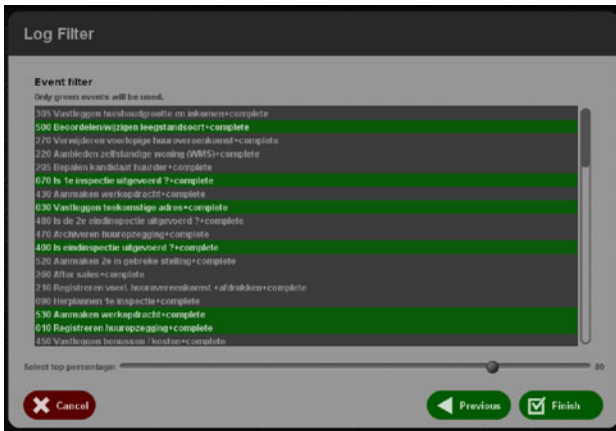 Log Filter
Event filter
Only green events will be used.
305 Vastleggen huishoudgrootte en inkomen+complete
500 Beoordelen/wijzigen leegstandsoort+complete
270 Verwijderen voorlopige huurovereenkomst+complete
220 Aanbieden zelfstandige woning (WMS)+complete
205 Bepalen kandidaat huurder+complete
070 Is 1e inspectie uitgevoerd ?+complete
430 Aanmaken werkopdracht+complete
030 Vastleggen toekomstige adres+complete
480 Is de 2e eindinspectie uitgevoerd ?+complete
470 Archiveren huuropzegging+complete
400 Is eindinspectie uitgevoerd ?+complete
520 Aanmaken 2e in gebreke stelling+complete
260 After sales+complete
210 Registreren voorl. huurovereenkomst +afdrukken+complete
090 Herplannen 1e inspectie+complete
530 Aanmaken werkopdracht+complete
010 Registreren huuropzegging+complete
450 Vastleggen +complete
Select top percentage: 80
Cancel Previous Finish